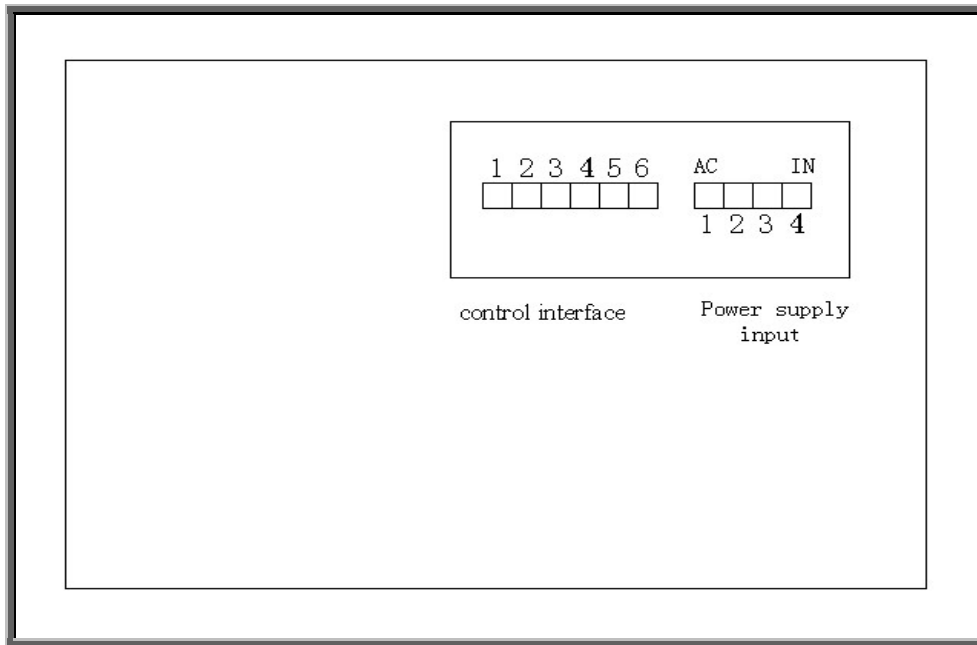 1 2 3 4 5 6
AC IN
1 2 3 4
control interface
Power supply
input